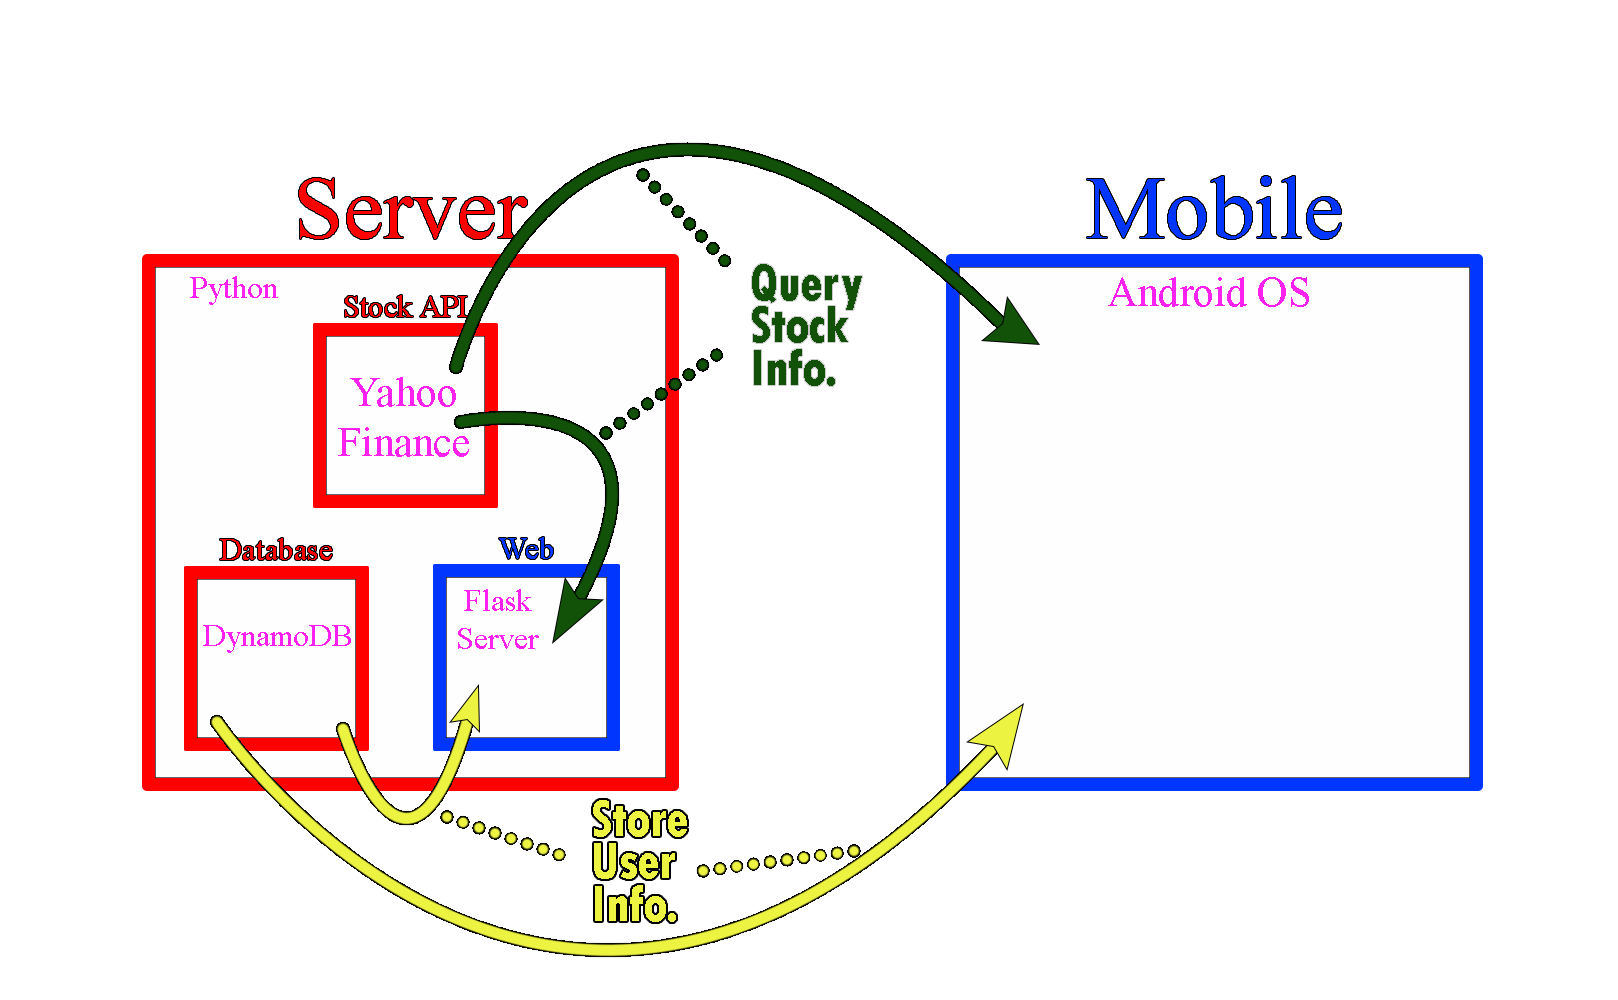 Server
Mobile
Python
Stock API
Yahoo
Finance
Query
Stock
Info.
Android OS
Database
DynamoDB
Web
Flask
Server
Store
User
Info.